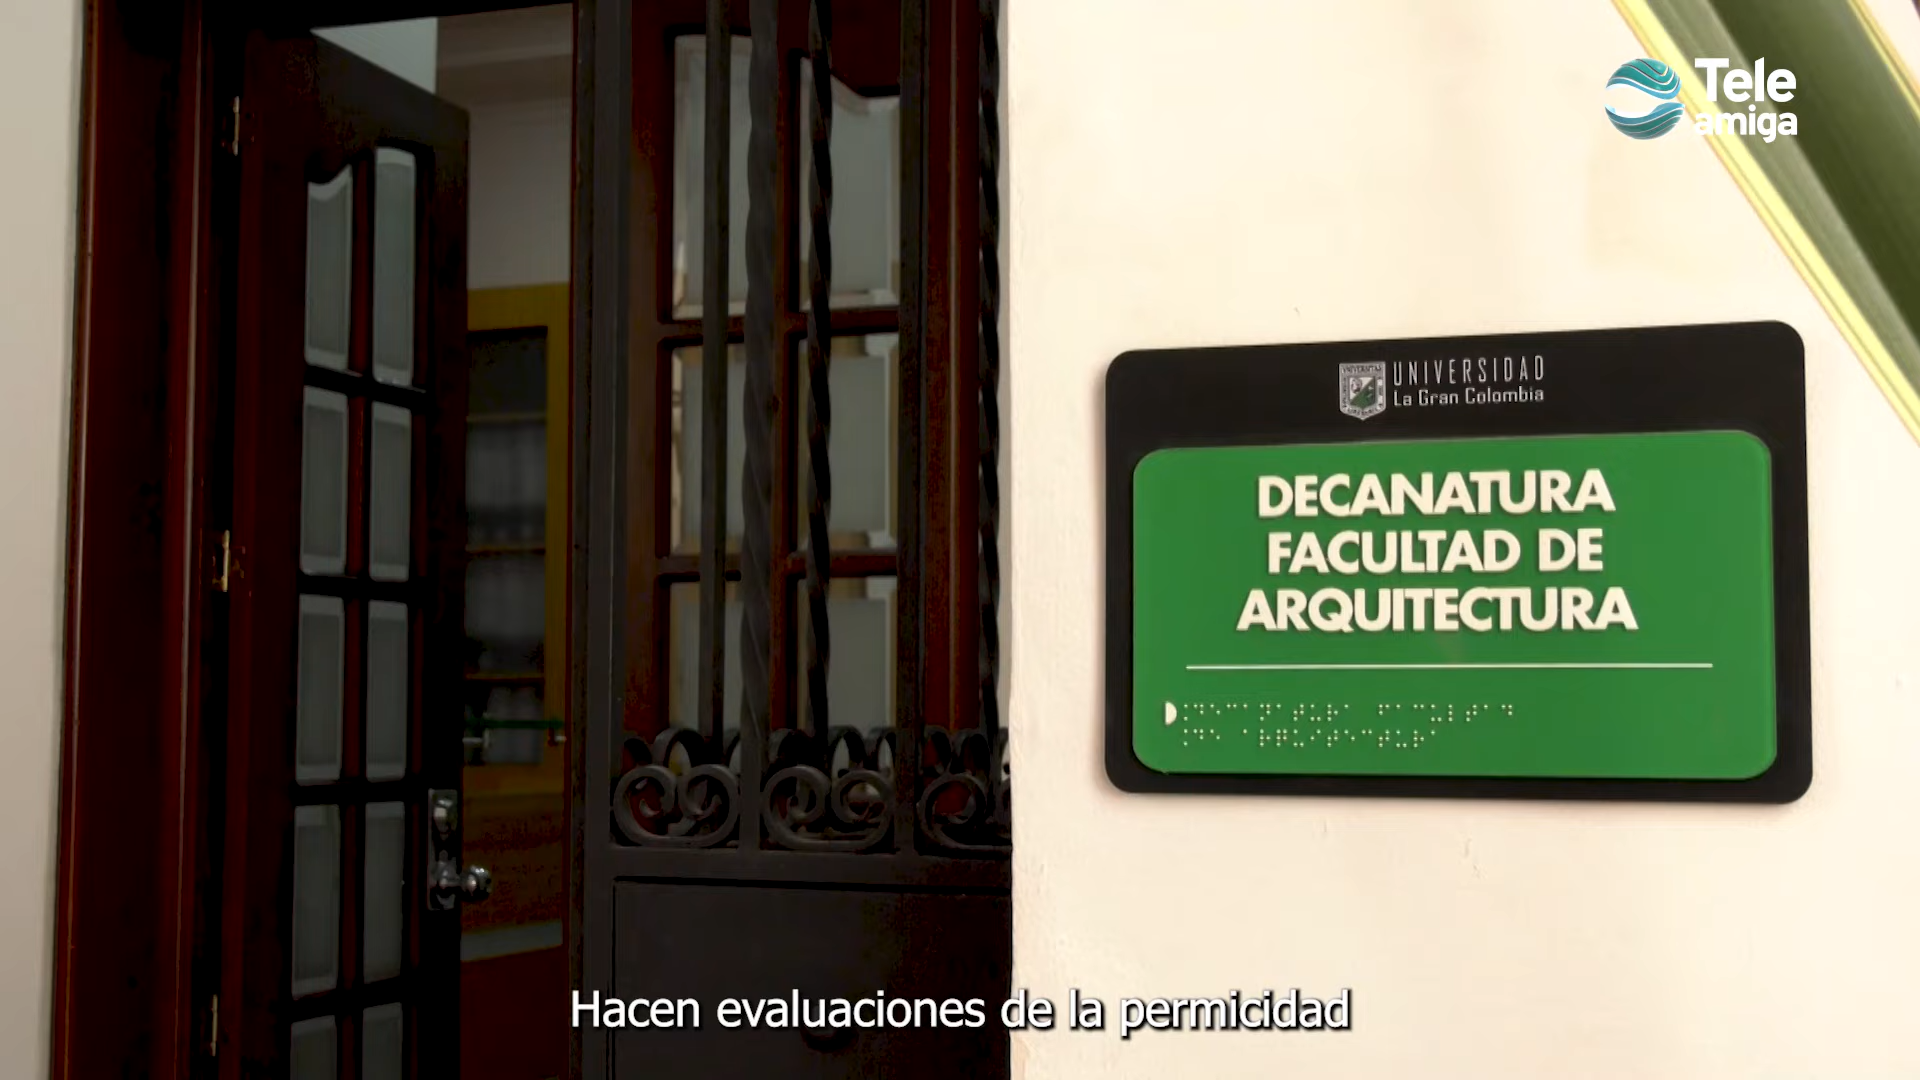 Tele
amiga
UNIVERSIDAD
La Gran Colombia
DECANATURA
FACULTAD DE
ARQUITECTURA
Hacen evaluaciones de la permicidad